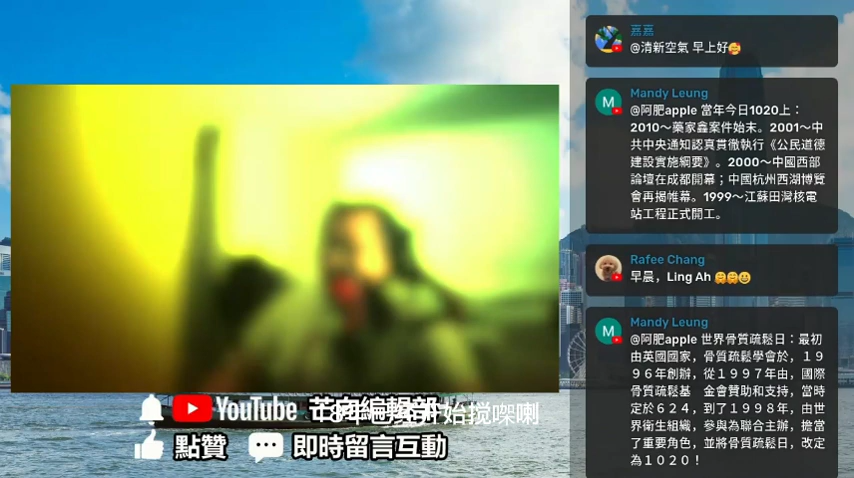 嘉嘉
@清新空氣 早上好🥰
Mandy Leung
@阿肥apple 當年今日1020上：
2010～藥家鑫案件始末。2001～中
共中央通知認真貫徹執行《公民道德
建設實施綱要》。2000～中國西部
論壇在成都開幕；中國杭州西湖博覽
會再揭帷幕。1999～江蘇田灣核電
站工程正式開工。
Rafee Chang
早晨，Ling Ah 🤗🤗😀
M
Mandy Leung
@阿肥apple 世界骨質疏鬆日：最初
由英國國家，骨質疏鬆學會於，１９
９６年創辦，從１９９７年由，國際
骨質疏鬆基　金會贊助和支持，當時
定於６２４，到了１９９８年，由世
界衛生組織，參與為聯合主辦，擔當
了重要角色，並將骨質疏鬆日，改定
為１０２０！
YouTube
開始搅㗎喇
點贊 即時留言互動